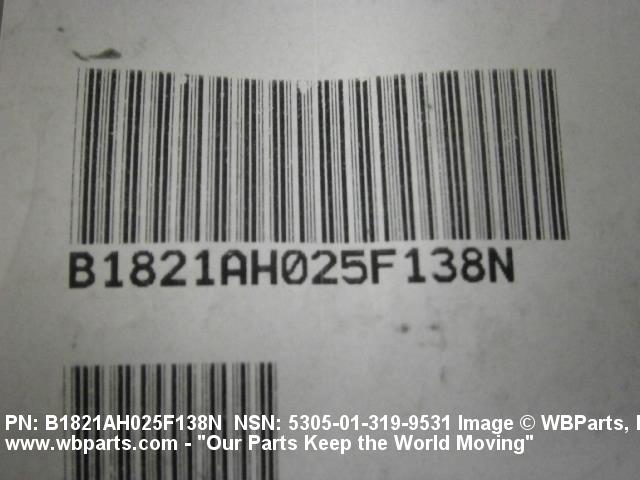 B1821AH025F138N
PN: B1821AH025F138N NSN: 5305-01-319-9531 Image © WBParts,
www.wbparts.com - "Our Parts Keep the World Moving"